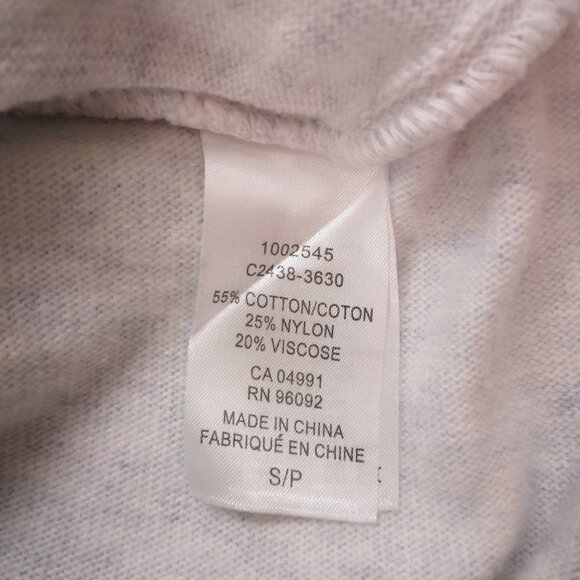 1002545
C2438-3630
55% COTTON/COTON
25% NYLON
20% VISCOSE
CA 04991
RN 96092
MADE IN CHINA
FABRIQUÉ EN CHINE
S/P